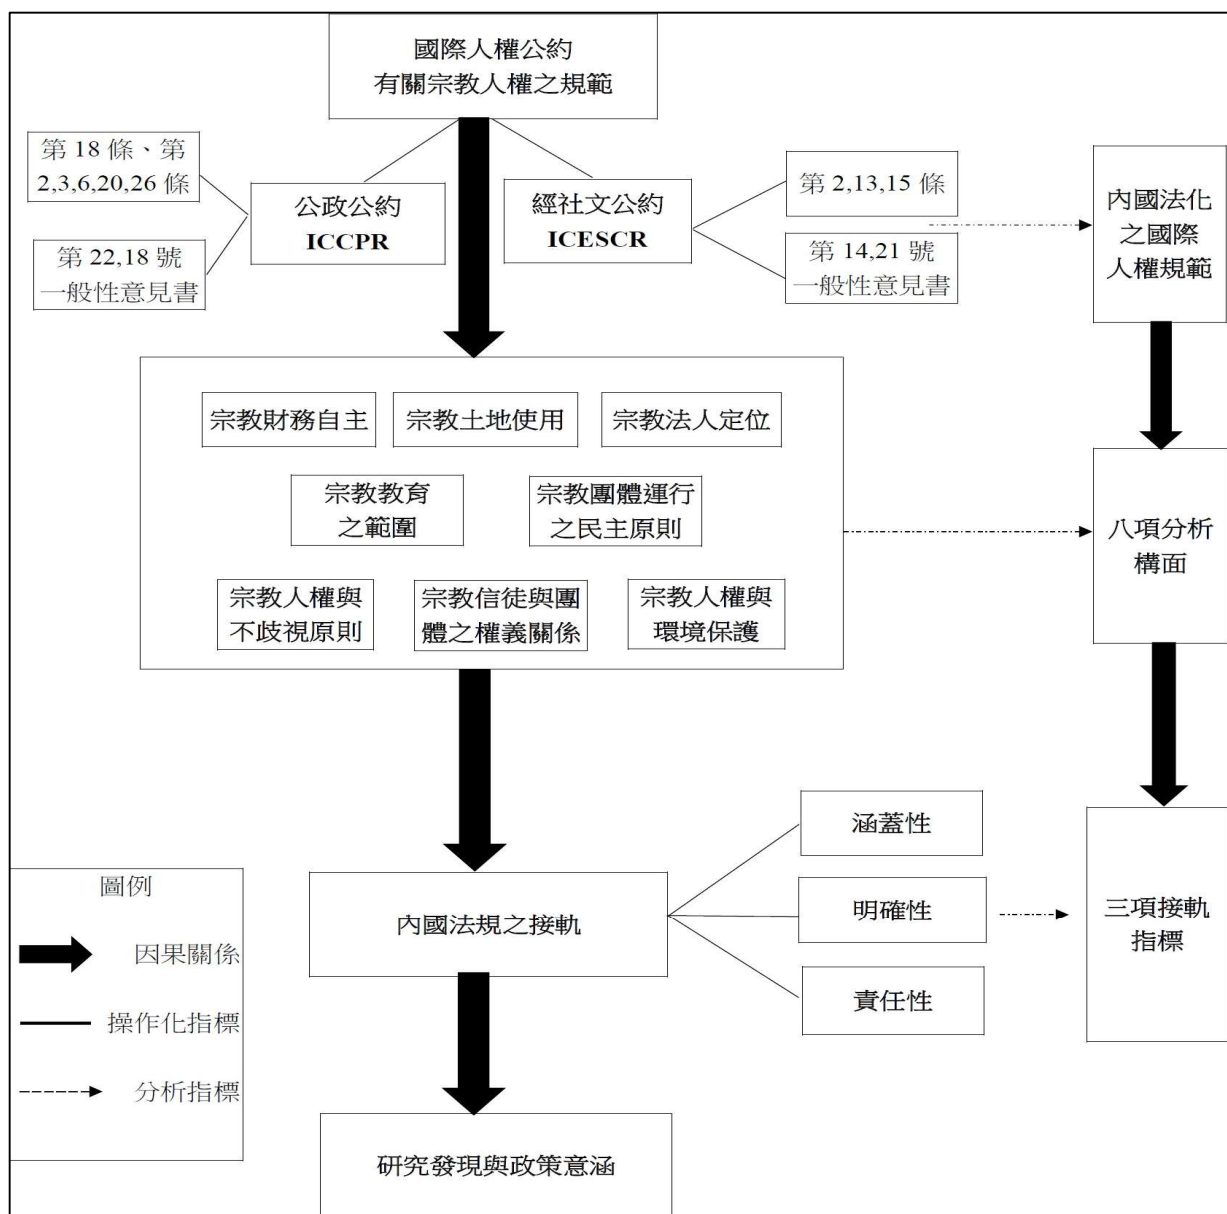 國際人權公約
有關宗教人權之規範
第 18 條、第
2,3,6,20,26 條
第 22,18 號
一般性意見書
公政公約
ICCPR
經社文公約
ICESCR
第 2,13,15 條
第 14,21 號
一般性意見書
內國法化
之國際
人權規範
宗教財務自主
宗教土地使用
宗教法人定位
宗教教育
之範圍
宗教團體運行
之民主原則
宗教人權與
不歧視原則
宗教信徒與團
體之權義關係
宗教人權與
環境保護
八項分析
構面
內國法規之接軌
涵蓋性
明確性
責任性
三項接軌
指標
研究發現與政策意涵
圖例
因果關係
操作化指標
分析指標